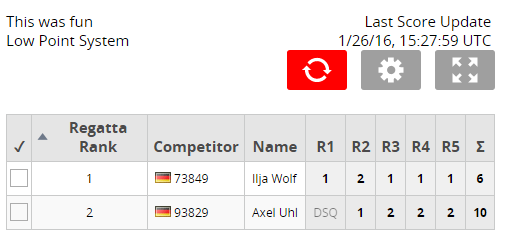 This was fun
Low Point System
Last Score Update
1/26/16, 15:27:59 UTC
✓ Regatta Rank Competitor Name R1 R2 R3 R4 R5 Σ
1 73849 Ilja Wolf 1 2 1 1 1 6
2 93829 Axel Uhl DSQ 1 2 2 2 10